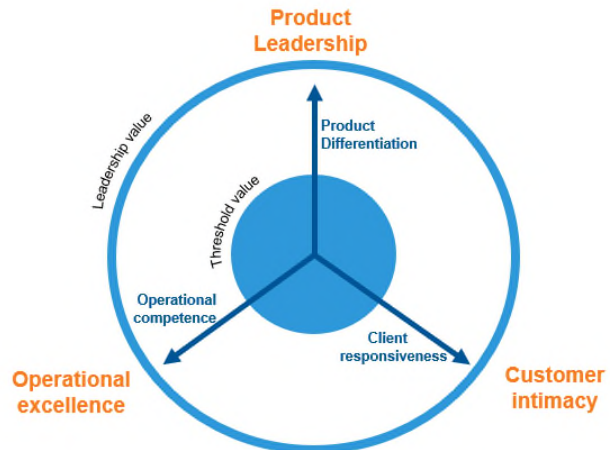 Product
Leadership
Leadership value
Product
Differentiation
Threshold value
Operational
competence
Client
responsiveness
Operational
excellence
Customer
intimacy